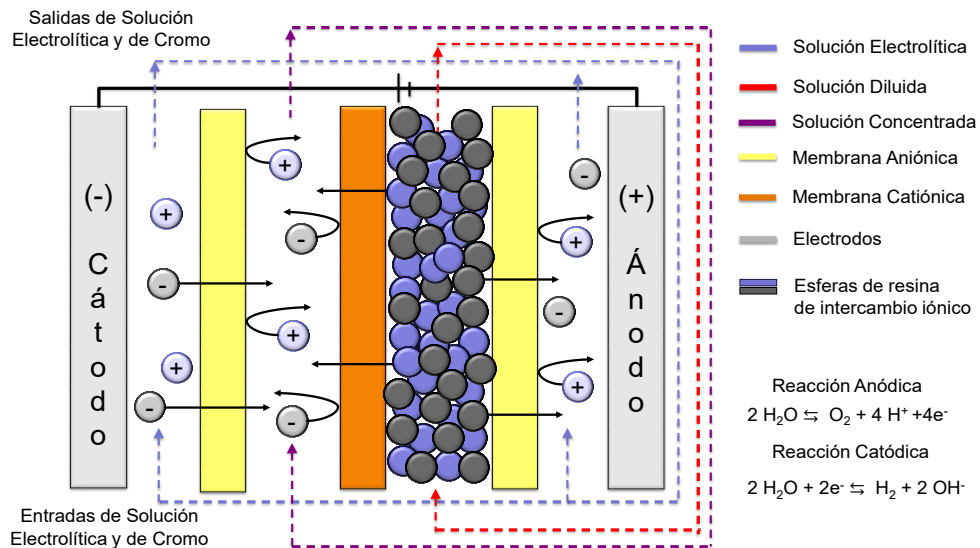 Salidas de Solución
Electrolítica y de Cromo
(-)
Cátodo
+
+
-
-
+
-
+
-
-
+
-
+
(+)
Ánodo
Entradas de Solución
Electrolítica y de Cromo
Solución Electrolítica
Solución Diluida
Solución Concentrada
Membrana Aniónica
Membrana Catiónica
Electrodos
Esferas de resina
de intercambio iónico
Reacción Anódica
2 H₂O ⇆ O₂ + 4 H⁺ +4e⁻
Reacción Catódica
2 H₂O + 2e⁻ ⇆ H₂ + 2 OH⁻